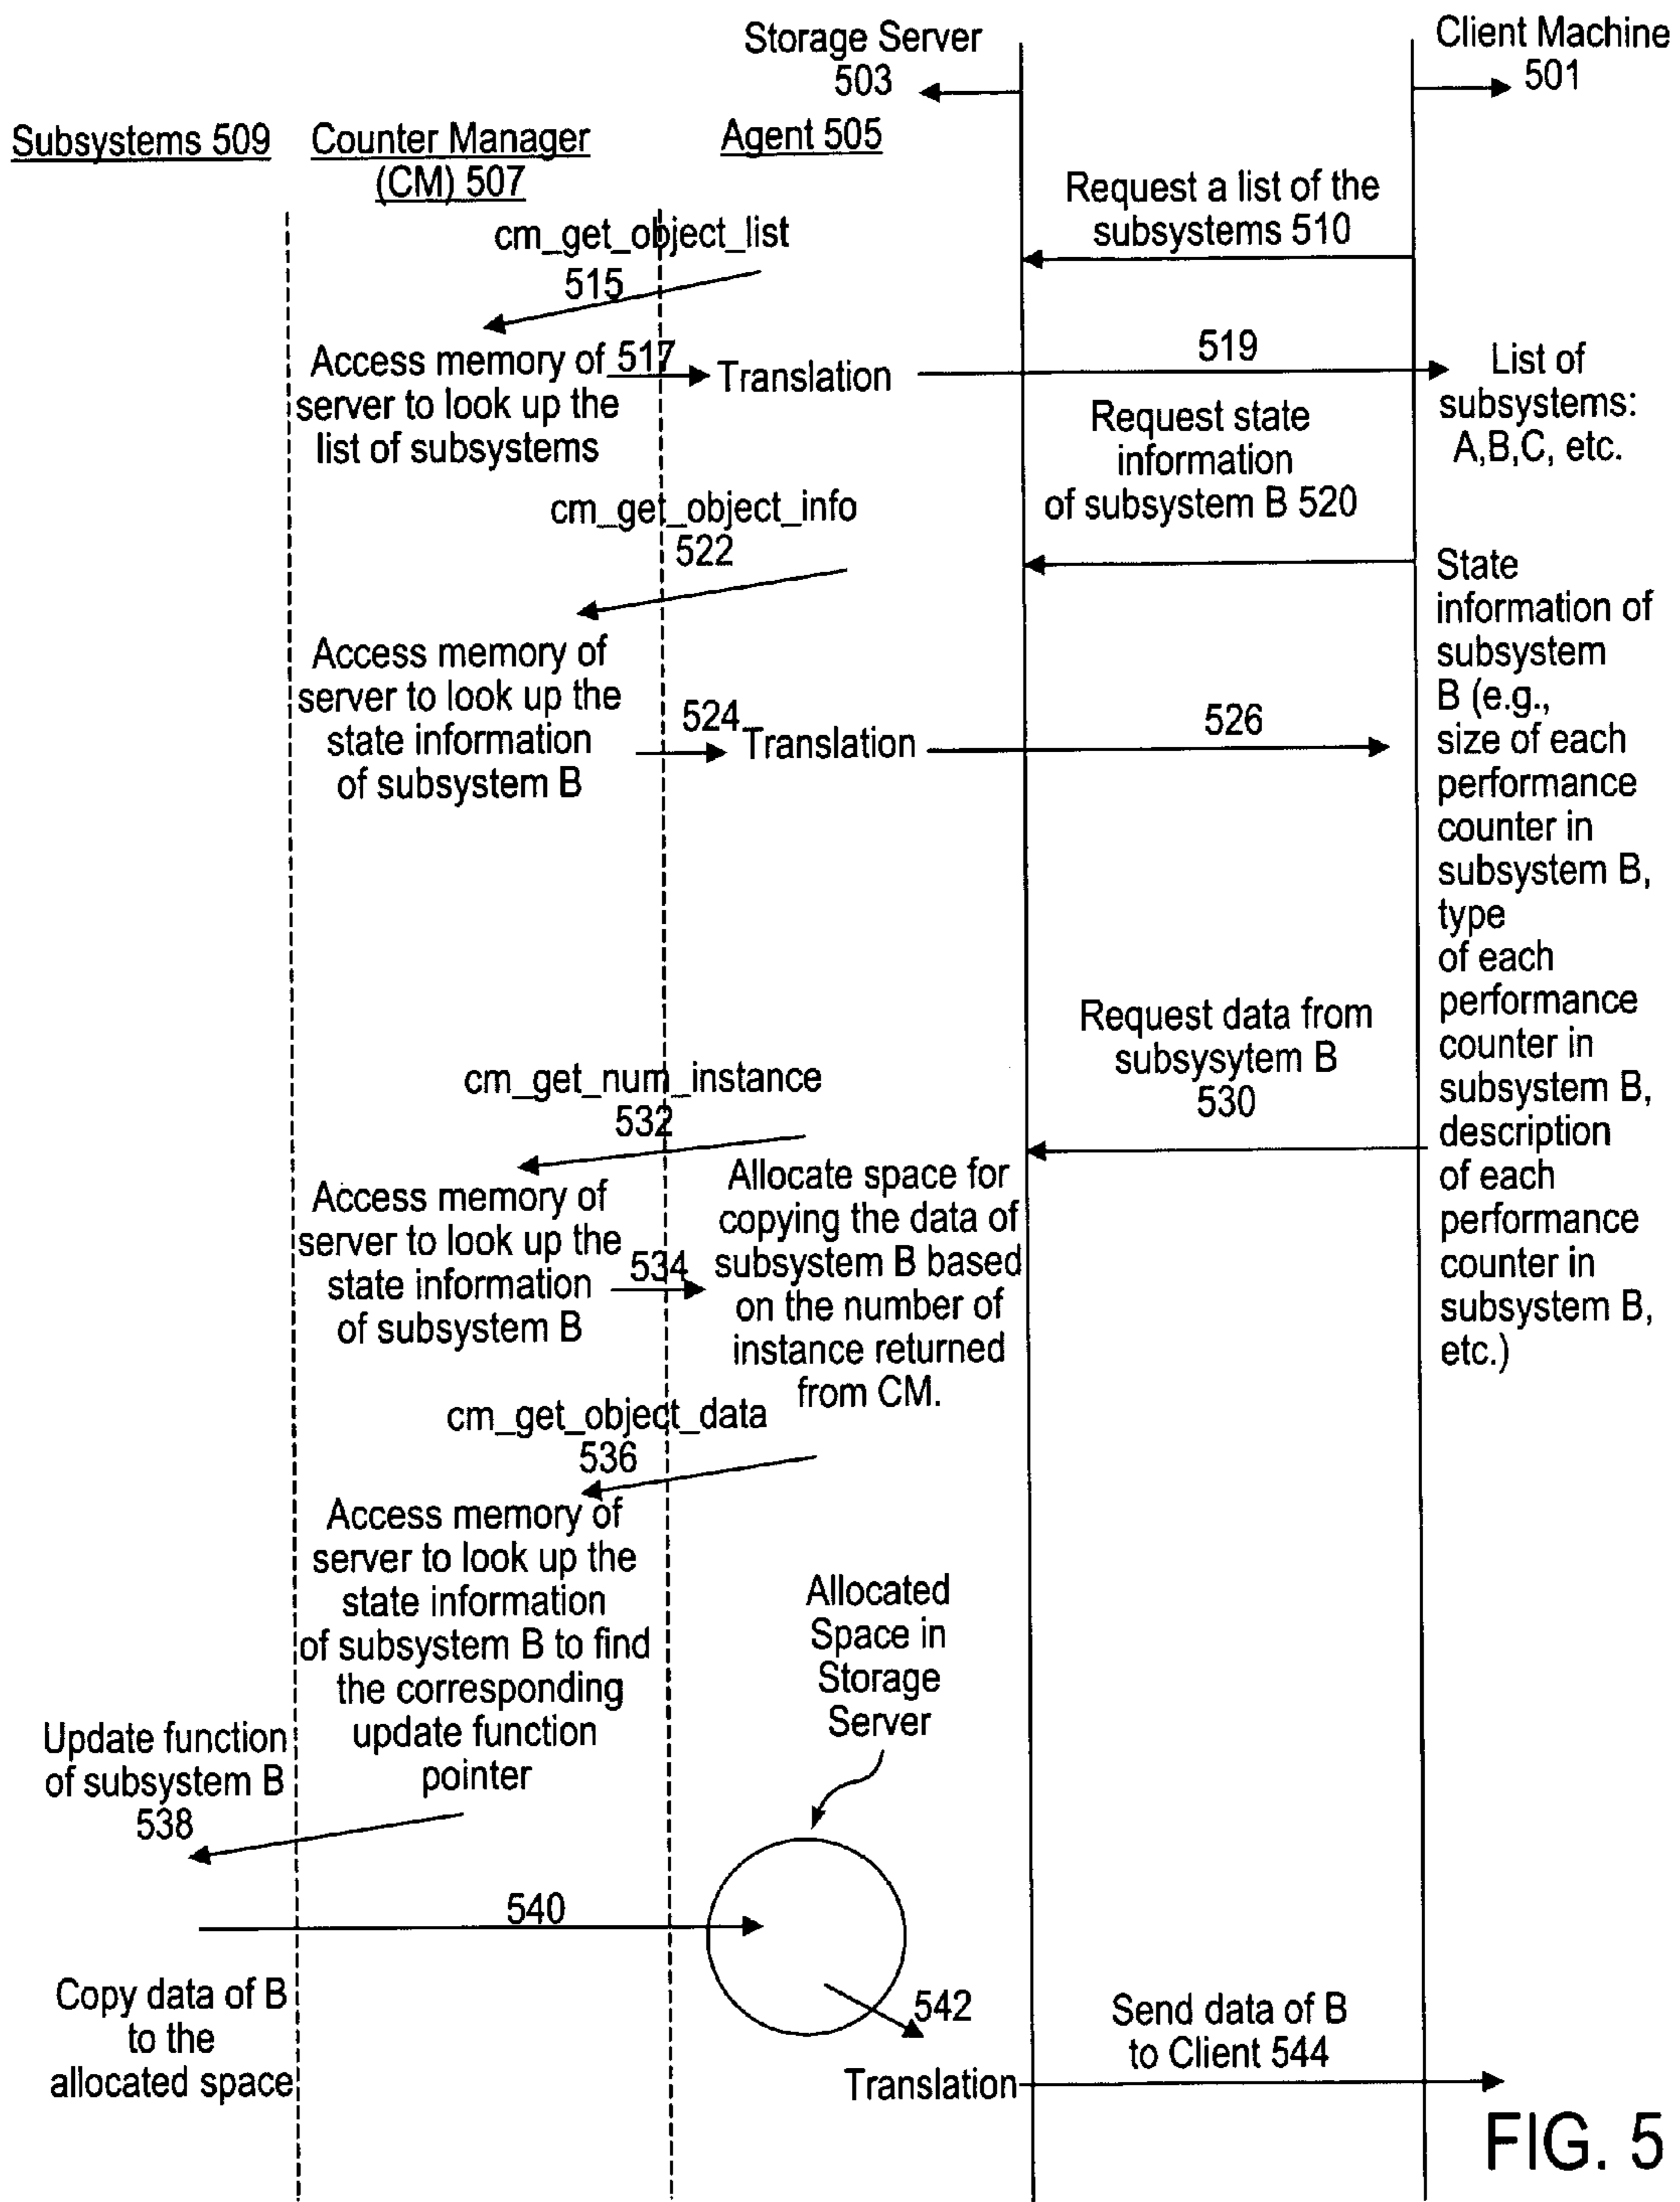 Storage Server
503
Client Machine
501
Subsystems 509
Counter Manager
(CM) 507
Agent 505
Request a list of the
subsystems 510
cm_get_object_list
515
Access memory of
server to look up the
list of subsystems
517
Translation
519
List of
subsystems:
A,B,C, etc.
Request state
information
of subsystem B 520
cm_get_object_info
522
Access memory of
server to look up the
state information
of subsystem B
524
Translation
526
State
information of
subsystem
B (e.g.,
size of each
performance
counter in
subsystem B,
type
of each
performance
counter in
subsystem B,
description
of each
performance
counter in
subsystem B,
etc.)
Request data from
subsysytem B
530
cm_get_num_instance
532
Access memory of
server to look up the
state information
of subsystem B
534
Allocate space for
copying the data of
subsystem B based
on the number of
instance returned
from CM.
cm_get_object_data
536
Access memory of
server to look up the
state information
of subsystem B to find
the corresponding
update function
pointer
Allocated
Space in
Storage
Server
Update function
of subsystem B
538
540
Copy data of B
to the
allocated space
542
Translation
Send data of B
to Client 544
FIG. 5